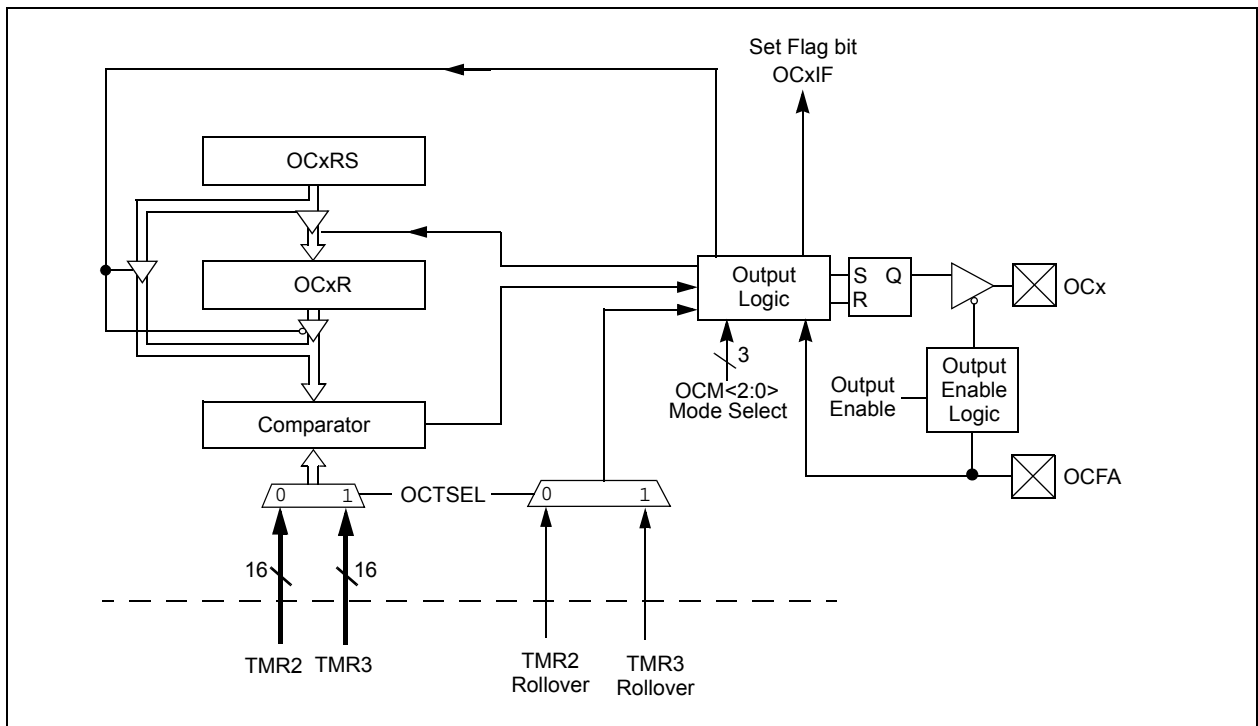 Set Flag bit
OCxIF
OCxRS
OCxR
Output
Logic
S Q
R
OCx
3
OCM<2:0>
Mode Select
Output
Enable
Output
Enable
Logic
Comparator
OCFA
0 1
OCTSEL
0 1
16
16
TMR2
TMR3
TMR2
Rollover
TMR3
Rollover